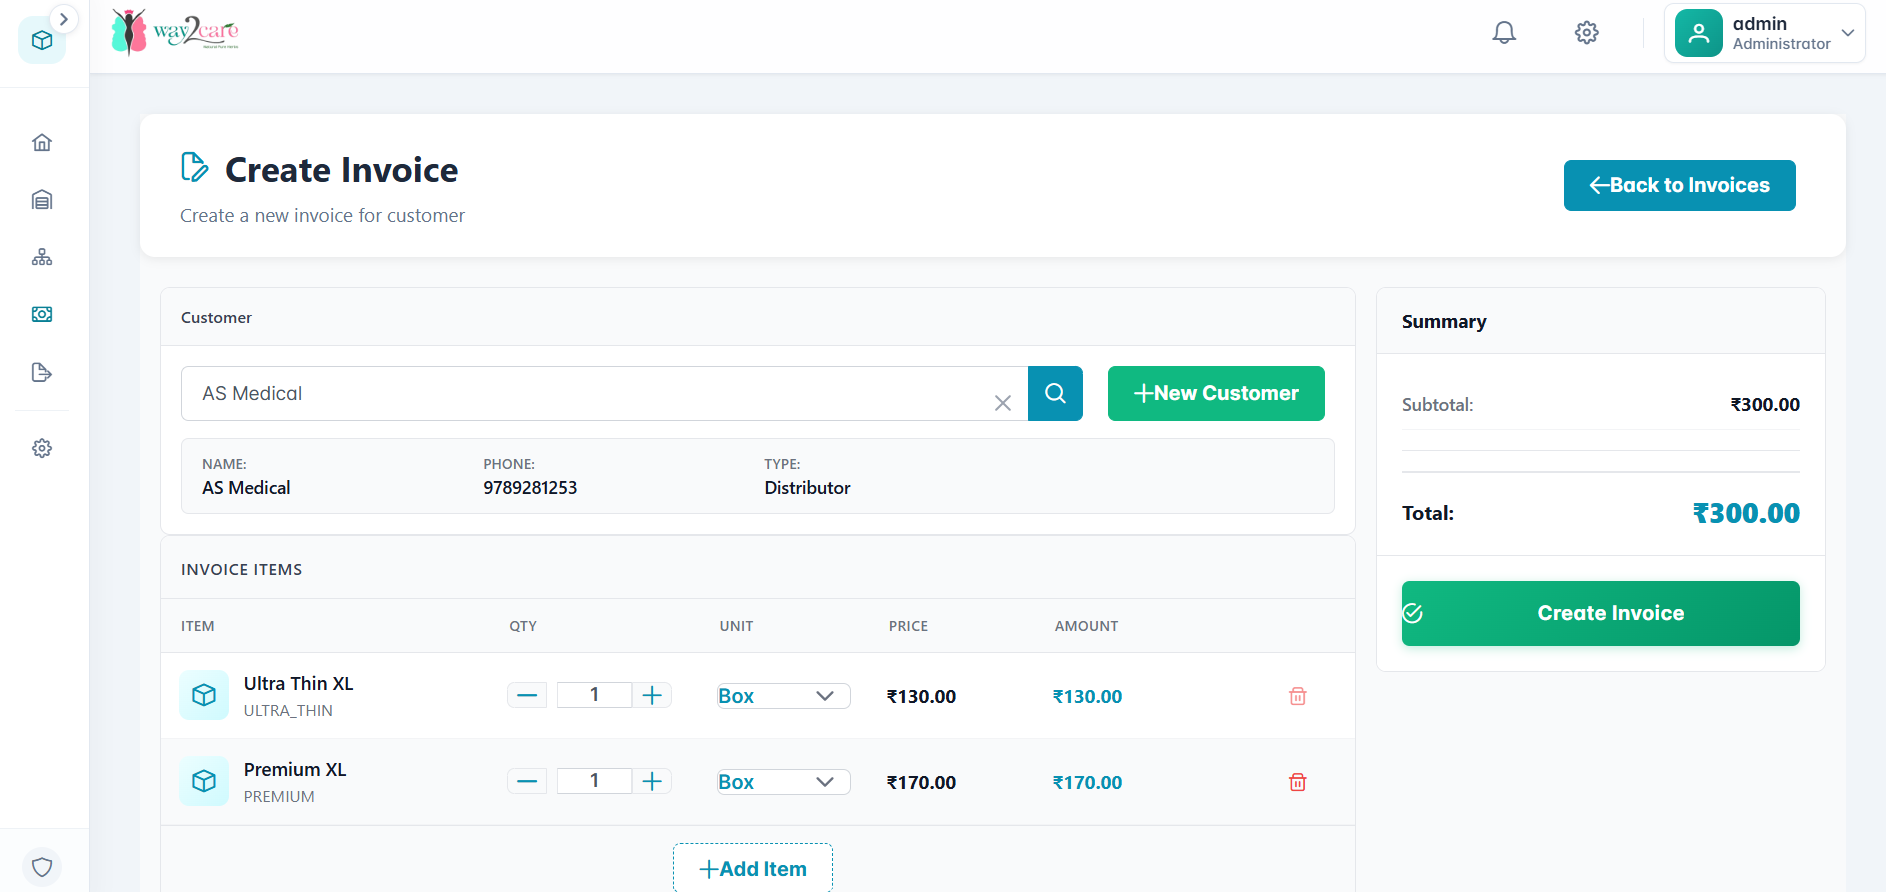 way2care
admin
Administrator
Create Invoice
Create a new invoice for customer
Back to Invoices
Customer
AS Medical
New Customer
NAME:
PHONE:
TYPE:
AS Medical
9789281253
Distributor
INVOICE ITEMS
ITEM QTY UNIT PRICE AMOUNT
Ultra Thin XL
ULTRA_THIN
1 Box ₹130.00 ₹130.00
Premium XL
PREMIUM
1 Box ₹170.00 ₹170.00
Add Item
Summary
Subtotal: ₹300.00
Total: ₹300.00
Create Invoice